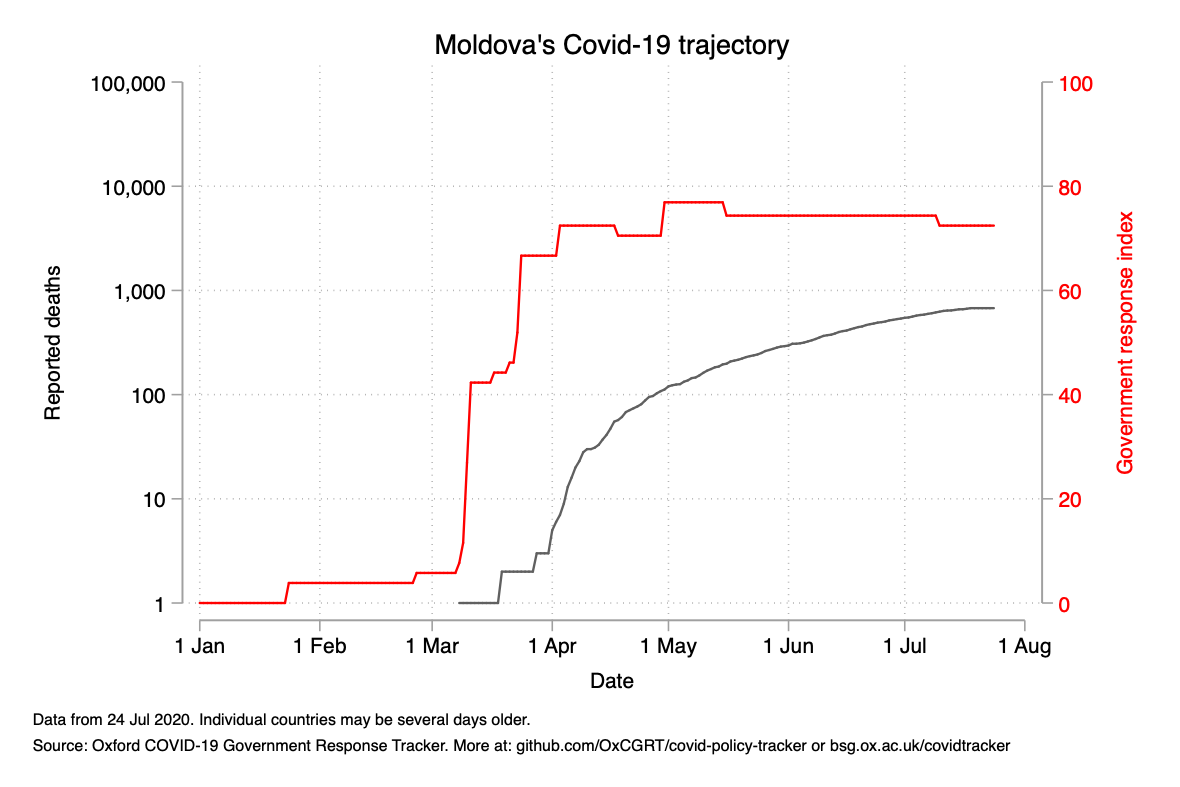 Moldova's Covid-19 trajectory
100,000
10,000
1,000
100
10
1
Reported deaths
100
80
60
40
20
0
Government response index
1 Jan 1 Feb 1 Mar 1 Apr 1 May 1 Jun 1 Jul 1 Aug
Date
Data from 24 Jul 2020. Individual countries may be several days older.
Source: Oxford COVID-19 Government Response Tracker. More at: github.com/OxCGRT/covid-policy-tracker or bsg.ox.ac.uk/covidtracker